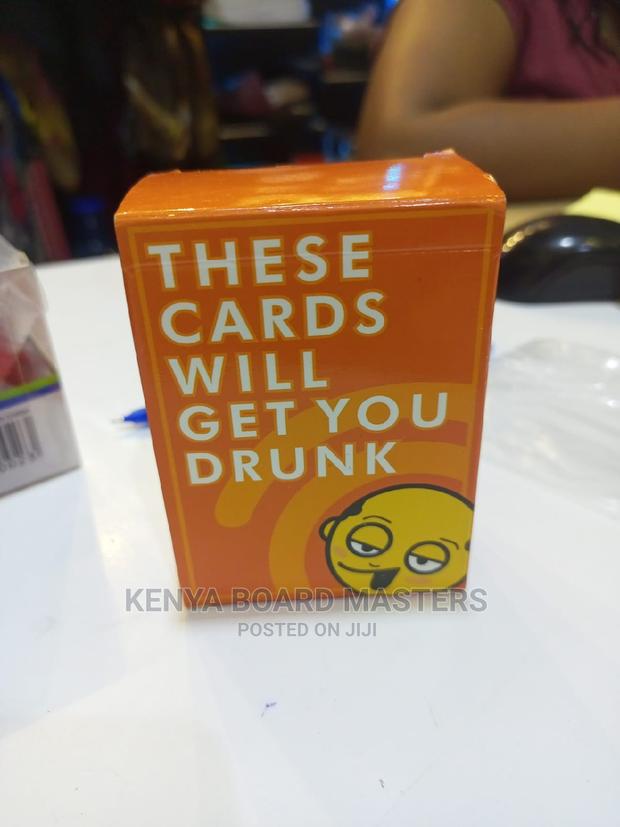 THESE
CARDS
WILL
GET YOU
DRUNK
KENYA BOARD MASTERS
POSTED ON JIJI